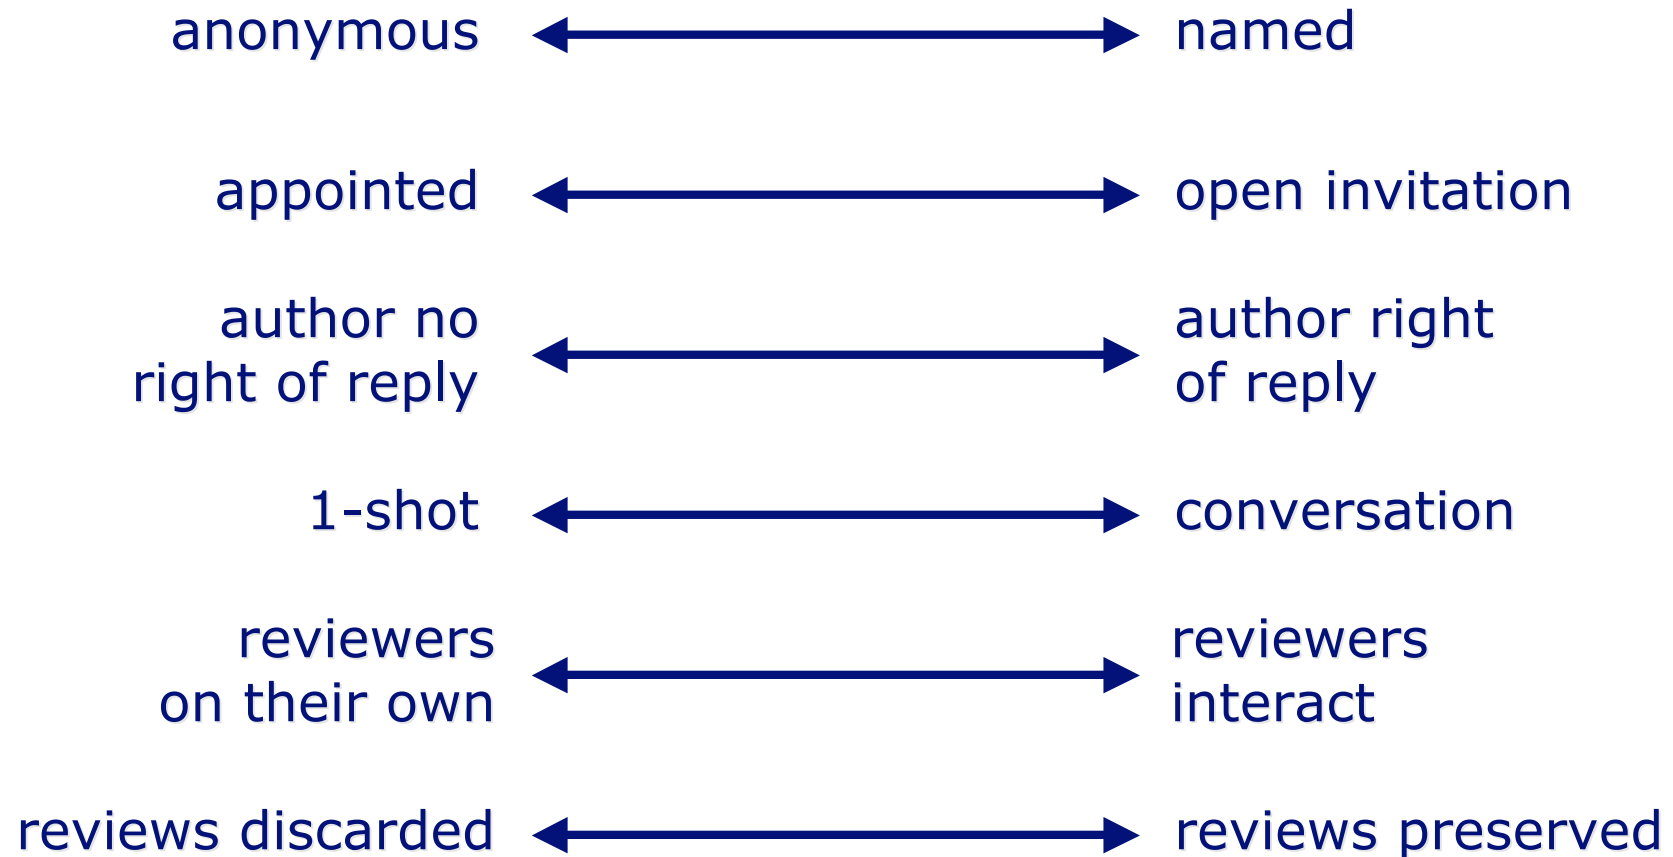 anonymous named
appointed open invitation
author no author right
right of reply of reply
1-shot conversation
reviewers reviewers
on their own interact
reviews discarded reviews preserved